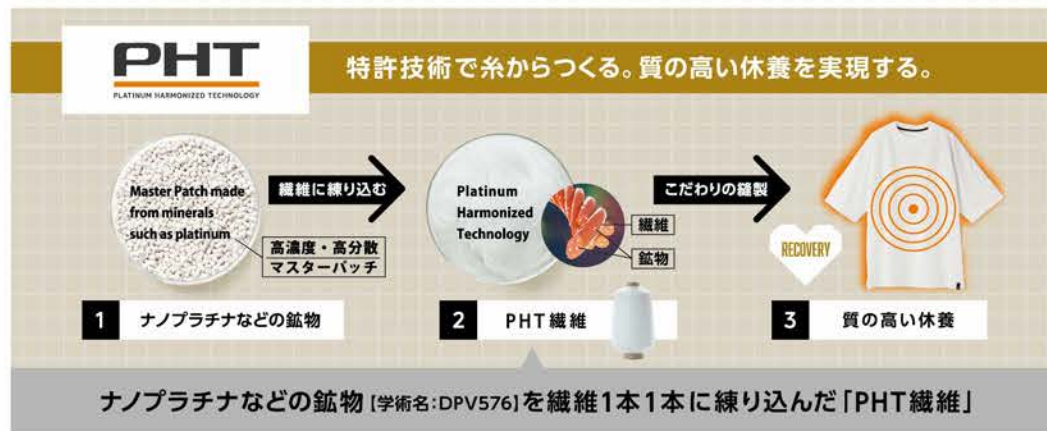 PHT
PLATINUM HARMONIZED TECHNOLOGY
特許技術で糸からつくる。質の高い休養を実現する。
Master Patch made
from minerals
such as platinum
高濃度・高分散
マスターバッチ
繊維に練り込む
Platinum
Harmonized
Technology
繊維
鉱物
こだわりの縫製
RECOVERY
1 ナノプラチナなどの鉱物
2 PHT繊維
3 質の高い休養
ナノプラチナなどの鉱物【学術名:DPV576】を繊維1本1本に練り込んだ「PHT繊維」